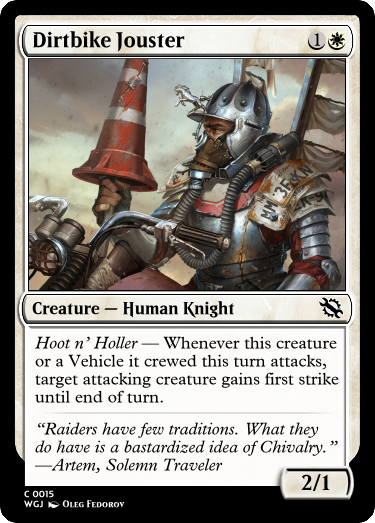 Dirtbike Jouster 1
Creature — Human Knight
Hoot n’ Holler — Whenever this creature
or a Vehicle it crewed this turn attacks,
target attacking creature gains first strike
until end of turn.
“Raiders have few traditions. What they
do have is a bastardized idea of Chivalry.”
—Artem, Solemn Traveler
2/1
C 0015
WGJ Oleg Fedorov